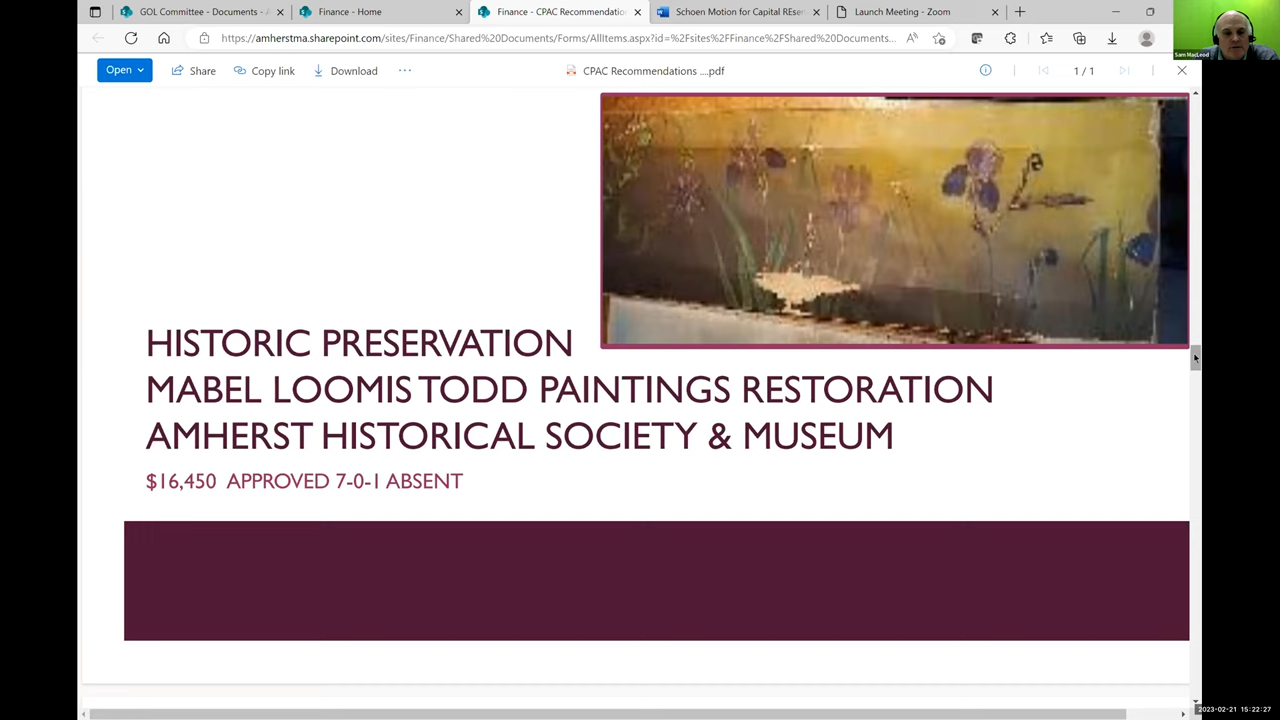 GOL Committee - Documents - A
Finance - Home
Finance - CPAC Recommendatio
Schoen Motion for Capital REser
Launch Meeting - Zoom
https://amherstma.sharepoint.com/sites/Finance/Shared%20Documents/Forms/AllItems.aspx?id=%2Fsites%2FFinance%2FShared%20Documents...
Sam MacLeod
Open
Share
Copy link
Download
CPAC Recommendations ....pdf
1 / 1
HISTORIC PRESERVATION
MABEL LOOMIS TODD PAINTINGS RESTORATION
AMHERST HISTORICAL SOCIETY & MUSEUM
$16,450 APPROVED 7-0-1 ABSENT
2023-02-21 15:22:27